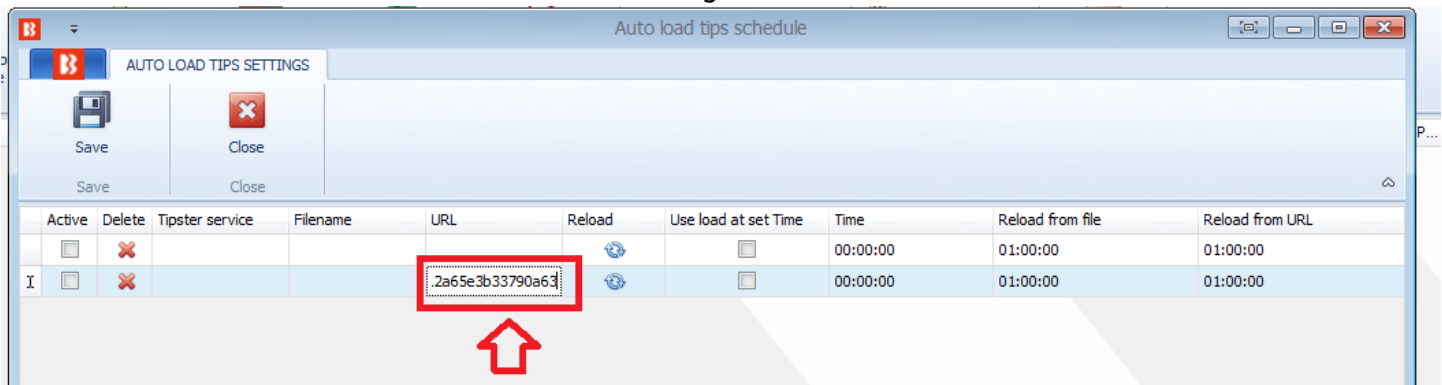 Auto load tips schedule
AUTO LOAD TIPS SETTINGS
Save Close
Save Close
P...
Active Delete Tipster service Filename URL Reload Use load at set Time Time Reload from file Reload from URL
00:00:00 01:00:00 01:00:00
.2a65e3b33790a63 00:00:00 01:00:00 01:00:00